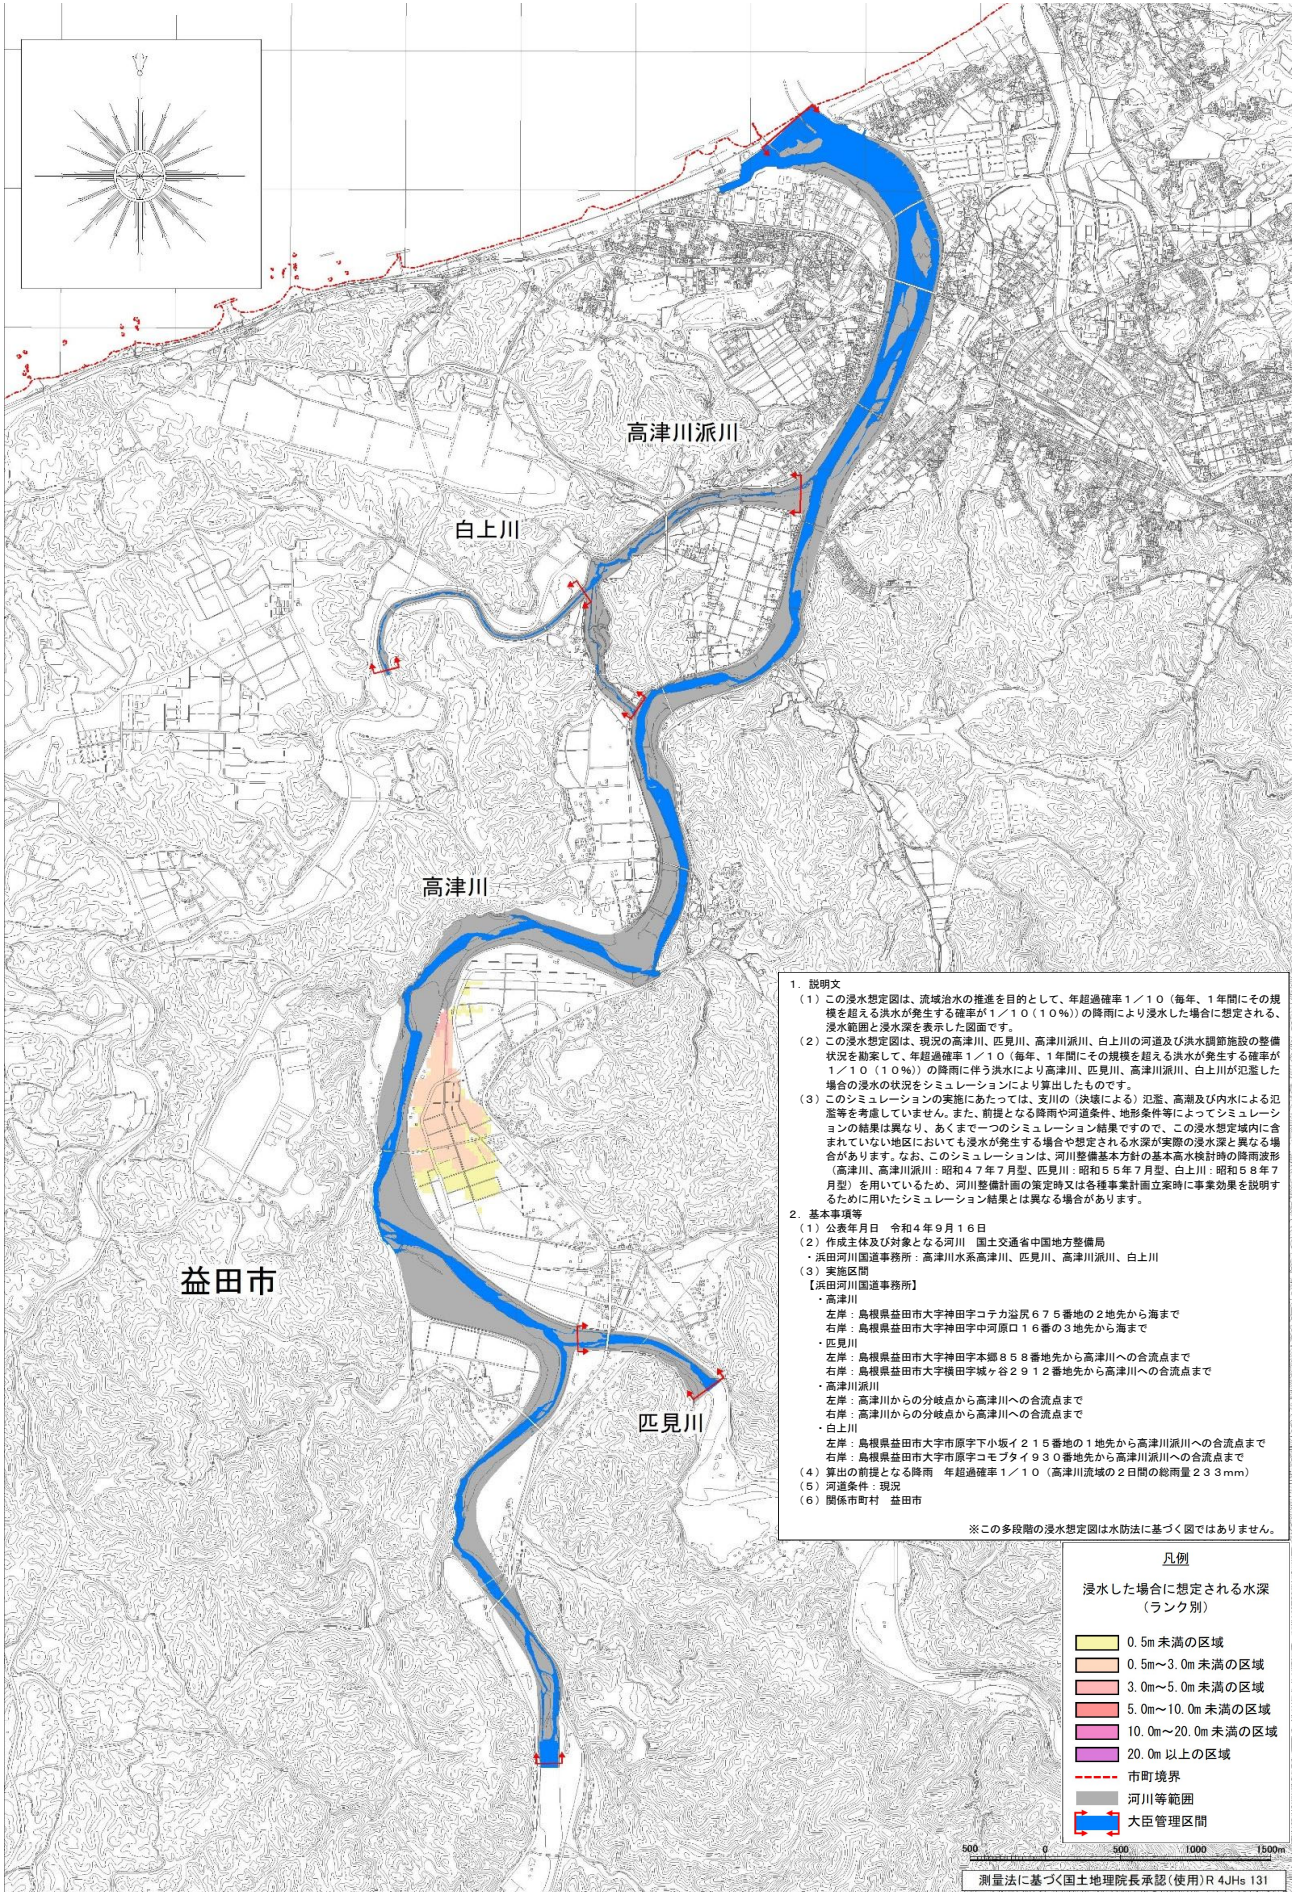 高津川派川
白上川
高津川
益田市
匹見川
1．説明文
（1）この浸水想定図は、流域治水の推進を目的として、年超過確率1／10（毎年、1年間にその規
模を超える洪水が発生する確率が1／10（10％））の降雨により浸水した場合に想定される、
浸水範囲と浸水深を表示した図面です。
（2）この浸水想定図は、現況の高津川、匹見川、高津川派川、白上川の河道及び洪水調節施設の整備
状況を勘案して、年超過確率1／10（毎年、1年間にその規模を超える洪水が発生する確率が
1／10（10％））の降雨に伴う洪水により高津川、匹見川、高津川派川、白上川が氾濫した
場合の浸水の状況をシミュレーションにより算出したものです。
（3）このシミュレーションの実施にあたっては、支川の（決壊による）氾濫、高潮及び内水による氾
濫等を考慮していません。また、前提となる降雨や河道条件、地形条件等によってシミュレーショ
ンの結果は異なり、あくまで一つのシミュレーション結果ですので、この浸水想定域内に含
まれていない地区においても浸水が発生する場合や想定される水深が実際の浸水深と異なる場
合があります。なお、このシミュレーションは、河川整備基本方針の基本高水検討時の降雨波形
（高津川、高津川派川：昭和47年7月型、匹見川：昭和55年7月型、白上川：昭和58年7
月型）を用いているため、河川整備計画の策定時又は各種事業計画立案時に事業効果を説明す
るために用いたシミュレーション結果とは異なる場合があります。
2．基本事項等
（1）公表年月日　令和4年9月16日
（2）作成主体及び対象となる河川　国土交通省中国地方整備局
・浜田河川国道事務所：高津川水系高津川、匹見川、高津川派川、白上川
（3）実施区間
【浜田河川国道事務所】
・高津川
左岸：島根県益田市大字神田字コテカ溢尻675番地の2地先から海まで
右岸：島根県益田市大字神田字中河原口16番の3地先から海まで
・匹見川
左岸：島根県益田市大字神田字本郷858番地先から高津川への合流点まで
右岸：島根県益田市大字横田字城ヶ谷2912番地先から高津川への合流点まで
・高津川派川
左岸：高津川からの分岐点から高津川への合流点まで
右岸：高津川からの分岐点から高津川への合流点まで
・白上川
左岸：島根県益田市大字市原字下小坂イ215番地の1地先から高津川派川への合流点まで
右岸：島根県益田市大字市原字コモブタイ930番地先から高津川派川への合流点まで
（4）算出の前提となる降雨　年超過確率1／10（高津川流域の2日間の総雨量233mm）
（5）河道条件：現況
（6）関係市町村　益田市
※この多段階の浸水想定図は水防法に基づく図ではありません。
凡例
浸水した場合に想定される水深
（ランク別）
0.5m未満の区域
0.5m～3.0m未満の区域
3.0m～5.0m未満の区域
5.0m～10.0m未満の区域
10.0m～20.0m未満の区域
20.0m以上の区域
市町境界
河川等範囲
大臣管理区間
500 0 500 1000 1500m
測量法に基づく国土地理院長承認（使用）R 4JHs 131